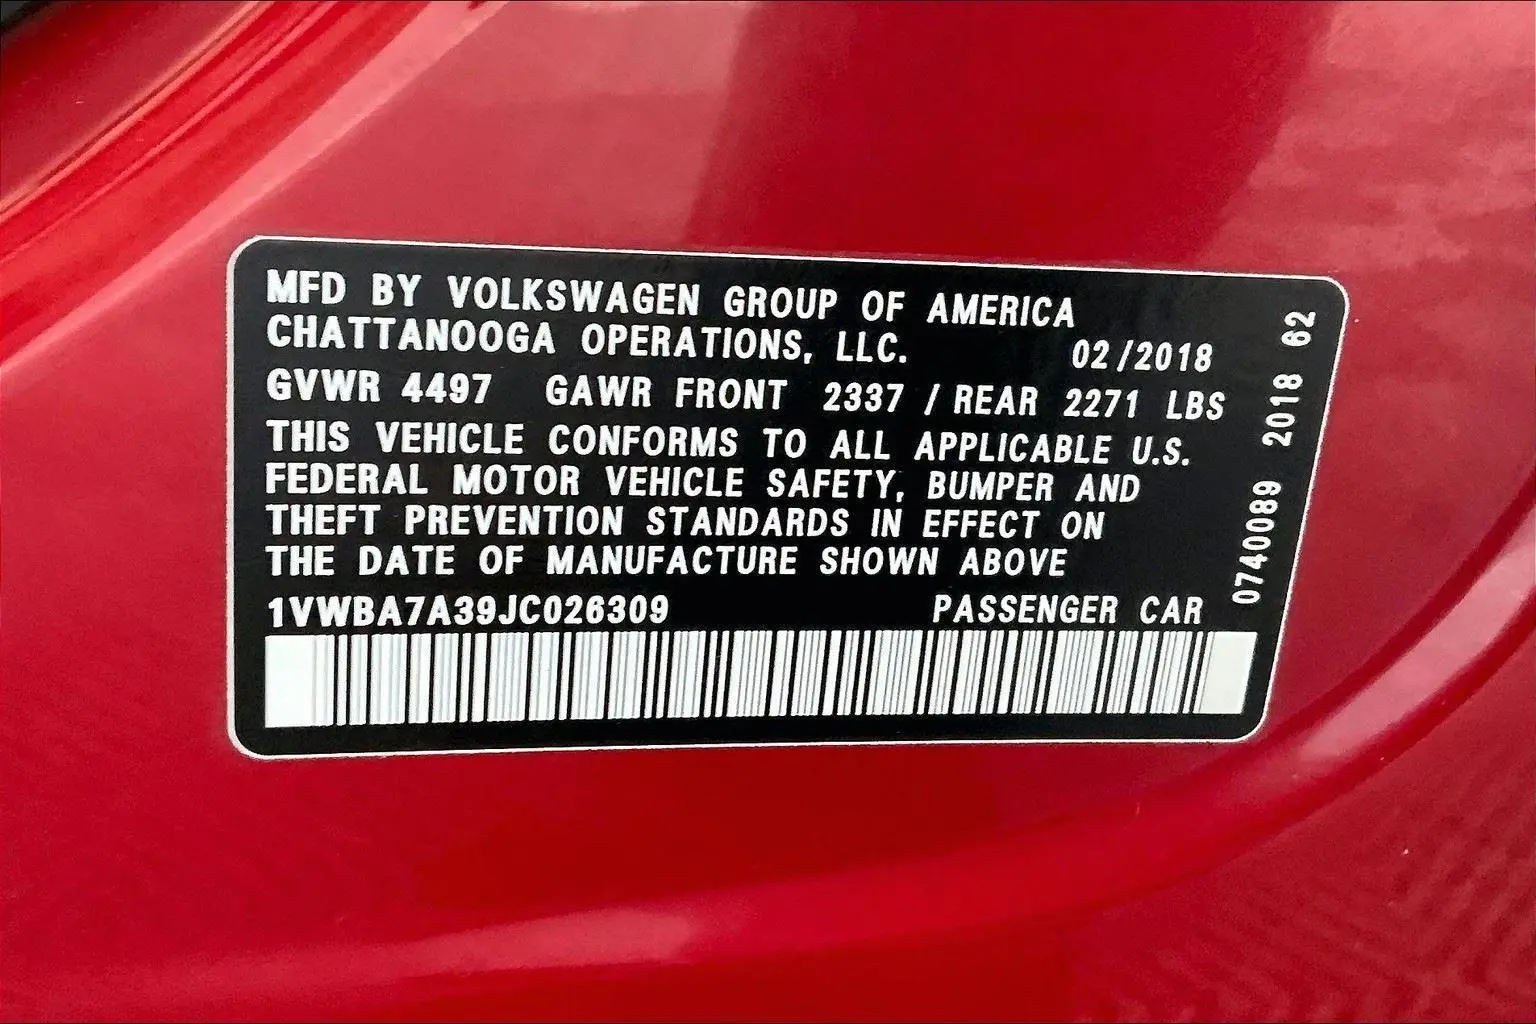 MFD BY VOLKSWAGEN GROUP OF AMERICA
CHATTANOOGA OPERATIONS, LLC. 02/2018
GVWR 4497 GAWR FRONT 2337 / REAR 2271 LBS
THIS VEHICLE CONFORMS TO ALL APPLICABLE U.S.
FEDERAL MOTOR VEHICLE SAFETY, BUMPER AND
THEFT PREVENTION STANDARDS IN EFFECT ON
THE DATE OF MANUFACTURE SHOWN ABOVE
1VWBA7A39JC026309 PASSENGER CAR
0740089 2018 62